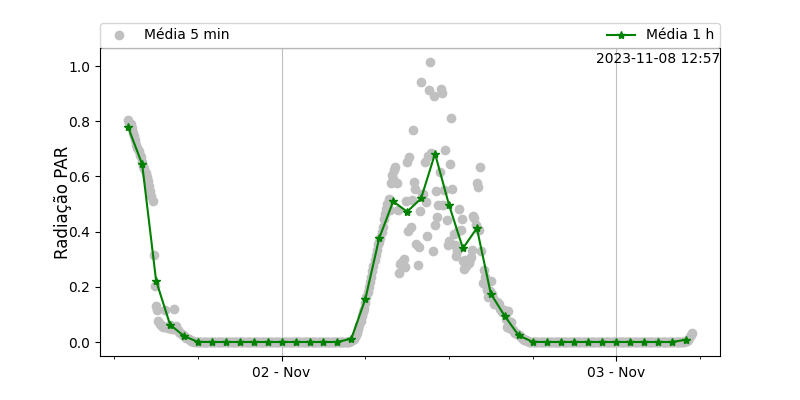 Média 5 min
Média 1 h
2023-11-08 12:57
Radiação PAR
1.0
0.8
0.6
0.4
0.2
0.0
02 - Nov
03 - Nov